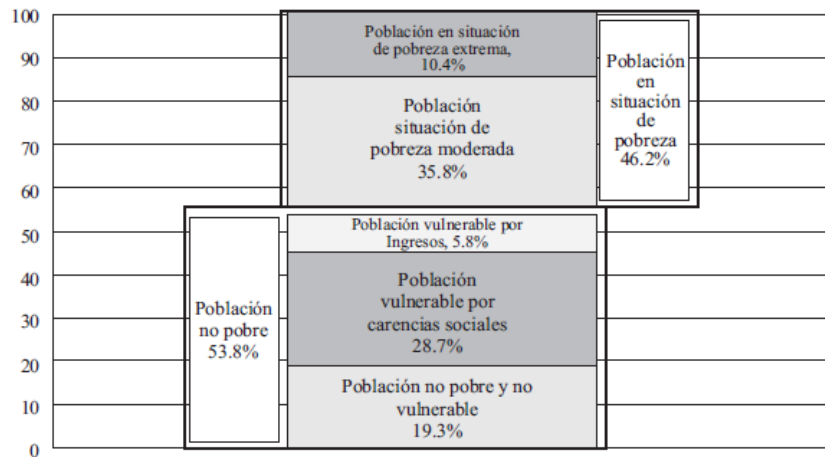 100
90
80
70
60
50
40
30
20
10
0
Población en situación
de pobreza extrema,
10.4%
Población
situación de
pobreza moderada
35.8%
Población
en
situación
de
pobreza
46.2%
Población vulnerable por
Ingresos, 5.8%
Población
vulnerable por
carencias sociales
28.7%
Población no pobre y no
vulnerable
19.3%
Población
no pobre
53.8%